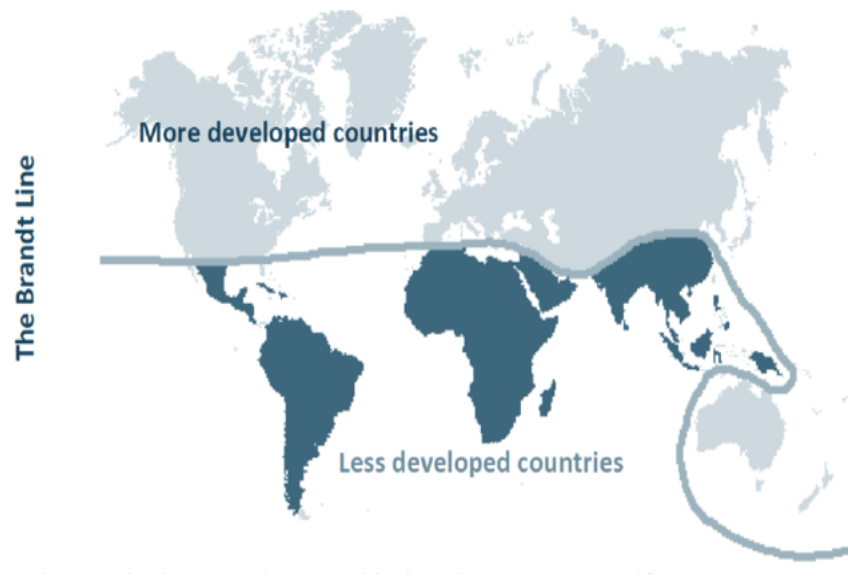 The Brandt Line
More developed countries
Less developed countries
h